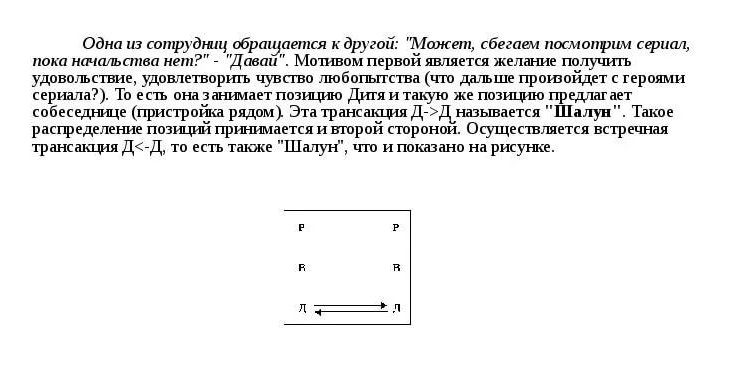 Одна из сотрудниц обращается к другой: "Может, сбегаем посмотрим сериал,
пока начальства нет?" - "Давай". Мотивом первой является желание получить
удовольствие, удовлетворить чувство любопытства (что дальше произойдет с героями
сериала?). То есть она занимает позицию Дитя и такую же позицию предлагает
собеседнице (пристройка рядом). Эта трансакция Д->Д называется "Шалун". Такое
распределение позиций принимается и второй стороной. Осуществляется встречная
трансакция Д<-Д, то есть также "Шалун", что и показано на рисунке.
Р Р
В В
Д Д